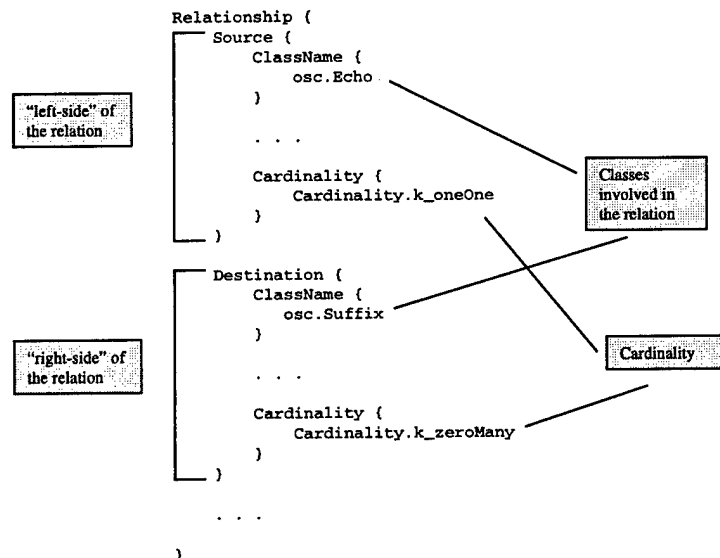 Relationship {
Source {
ClassName {
osc.Echo
}
. . .
Cardinality {
Cardinality.k_oneOne
}
}
Destination {
ClassName {
osc.Suffix
}
. . .
Cardinality {
Cardinality.k_zeroMany
}
}
. . .
}
"left-side" of
the relation
"right-side" of
the relation
Classes
involved in
the relation
Cardinality